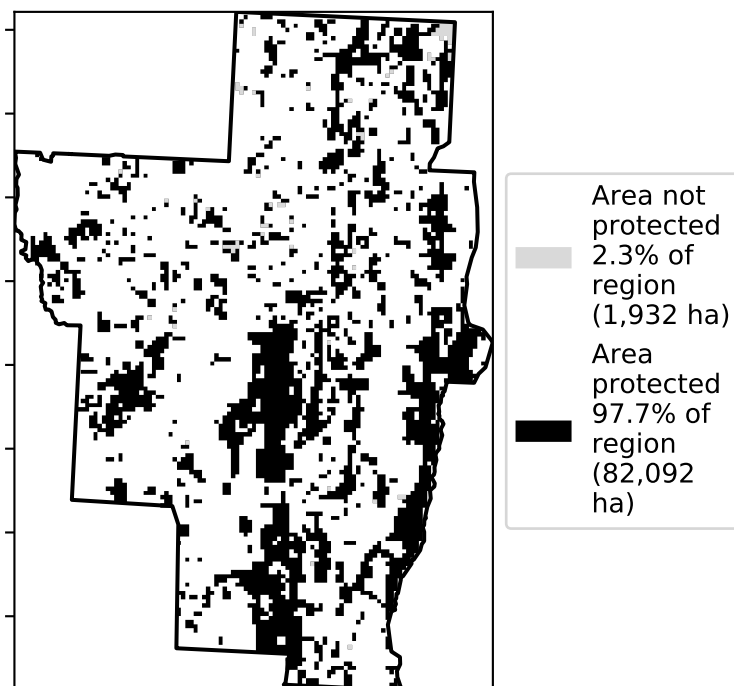 Area not
protected
2.3% of
region
(1,932 ha)
Area
protected
97.7% of
region
(82,092
ha)